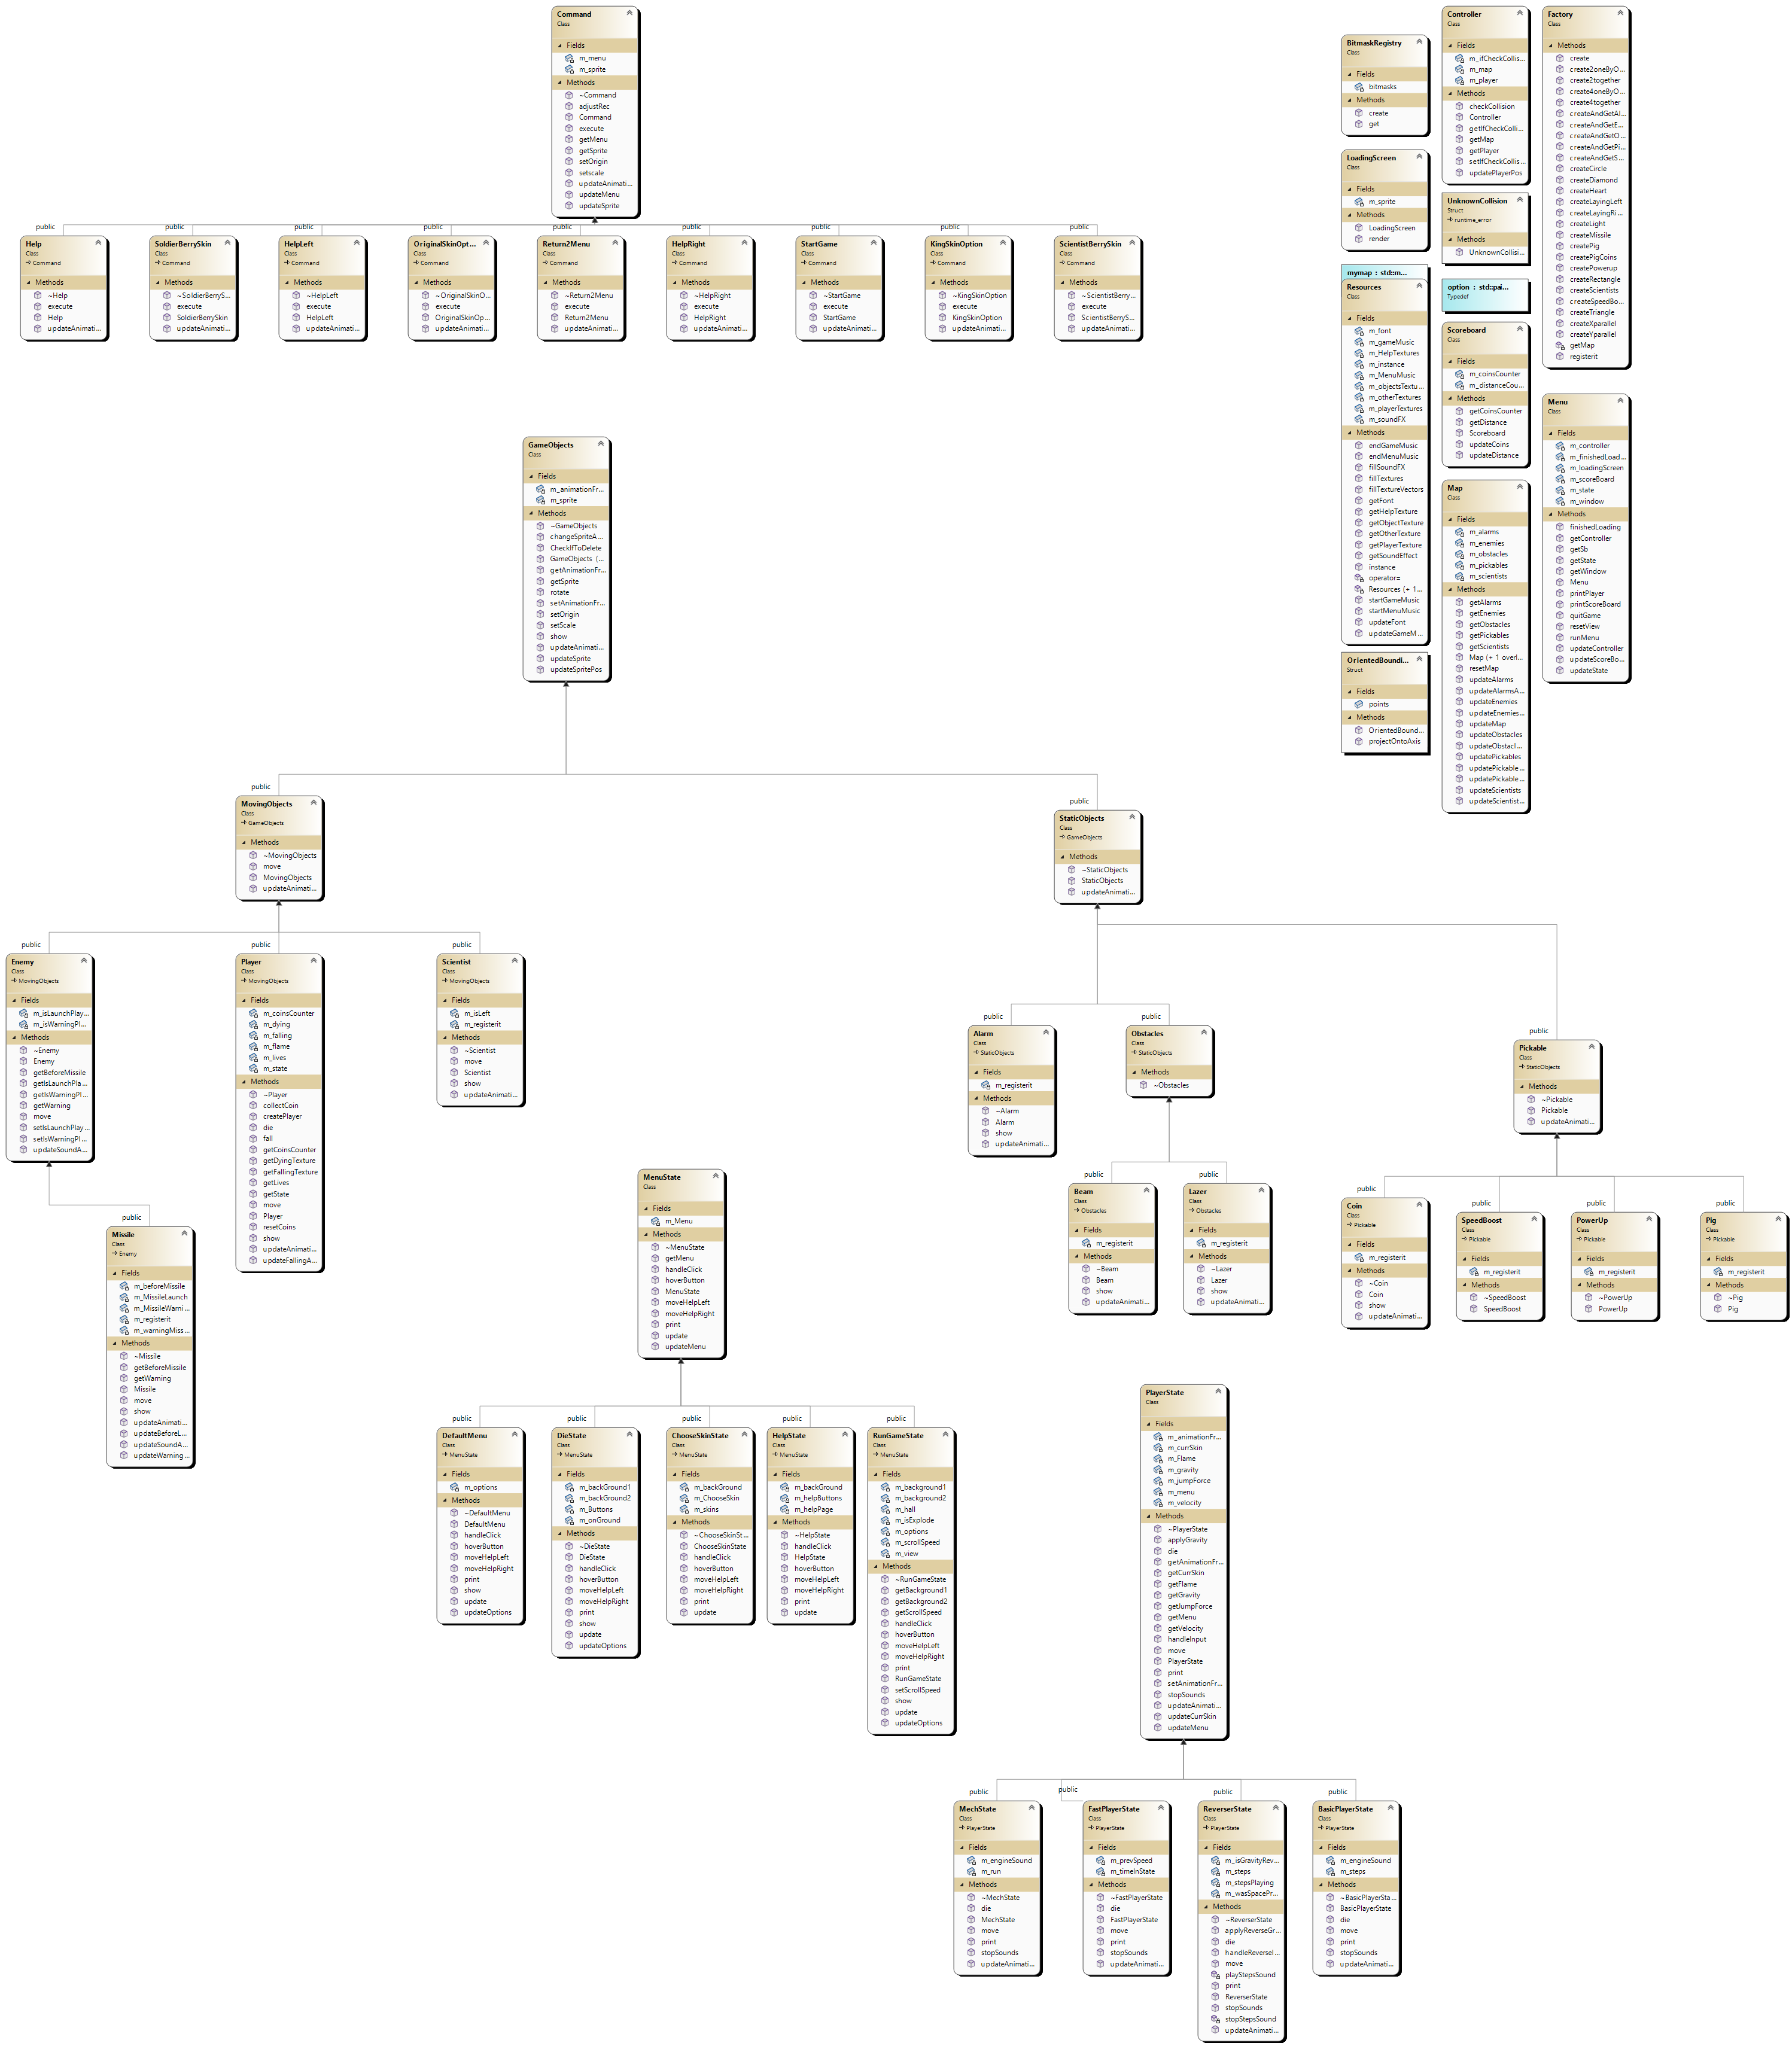 Command
Class
Fields
m_menu
m_sprite
Methods
~Command
adjustRec
Command
execute
getMenu
getSprite
setOrigin
setscale
updateAnimati...
updateMenu
updateSprite
public
Help
Class
Command
Methods
~Help
execute
Help
updateAnimati...
public
SoldierBerrySkin
Class
Command
Methods
~SoldierBerryS...
execute
SoldierBerrySkin
updateAnimati...
public
HelpLeft
Class
Command
Methods
~HelpLeft
execute
HelpLeft
updateAnimati...
public
OriginalSkinOpt...
Class
Command
Methods
~OriginalSkinO...
execute
OriginalSkinOp...
updateAnimati...
public
Return2Menu
Class
Command
Methods
~Return2Menu
execute
Return2Menu
updateAnimati...
public
HelpRight
Class
Command
Methods
~HelpRight
execute
HelpRight
updateAnimati...
public
StartGame
Class
Command
Methods
~StartGame
execute
StartGame
updateAnimati...
public
KingSkinOption
Class
Command
Methods
~KingSkinOption
execute
KingSkinOption
updateAnimati...
public
ScientistBerrySkin
Class
Command
Methods
~ScientistBerry...
execute
ScientistBerryS...
updateAnimati...
BitmaskRegistry
Class
Fields
bitmasks
Methods
create
get
LoadingScreen
Class
Fields
m_sprite
Methods
LoadingScreen
render
mymap : std::m...
Resources
Class
Fields
m_font
m_gameMusic
m_HelpTextures
m_instance
m_MenuMusic
m_objectsTextu...
m_otherTextures
m_playerTextures
m_soundFX
Methods
endGameMusic
endMenuMusic
fillSoundFX
fillTextures
fillTextureVectors
getFont
getHelpTexture
getObjectTexture
getOtherTexture
getPlayerTexture
getSoundEffect
instance
operator=
Resources (+ 1...
startGameMusic
startMenuMusic
updateFont
updateGameM...
OrientedBoundi...
Struct
Fields
points
Methods
OrientedBound...
projectOntoAxis
Controller
Class
Fields
m_ifCheckCollis...
m_map
m_player
Methods
checkCollision
Controller
getIfCheckColli...
getMap
getPlayer
setIfCheckCollis...
updatePlayerPos
UnknownCollision
Struct
runtime_error
Methods
UnknownCollisi...
option : std::pai...
Typedef
Scoreboard
Class
Fields
m_coinsCounter
m_distanceCou...
Methods
getCoinsCounter
getDistance
Scoreboard
updateCoins
updateDistance
Map
Class
Fields
m_alarms
m_enemies
m_obstacles
m_pickables
m_scientists
Methods
getAlarms
getEnemies
getObstacles
getPickables
getScientists
Map (+ 1 overl...
resetMap
updateAlarms
updateAlarmsA...
updateEnemies
updateEnemies...
updateMap
updateObstacles
updateObstacl...
updatePickables
updatePickable...
updatePickable...
updateScientists
updateScientist...
Factory
Class
Methods
create
create2oneByO...
create2together
create4oneByO...
create4together
createAndGetAl...
createAndGetE...
createAndGetO...
createAndGetPi...
createAndGetS...
createCircle
createDiamond
createHeart
createLayingLeft
createLayingRi...
createLight
createMissile
createPig
createPigCoins
createPowerup
createRectangle
createScientists
createSpeedBo...
createTriangle
createXparallel
createYparallel
getMap
registerit
Menu
Class
Fields
m_controller
m_finishedLoad...
m_loadingScreen
m_scoreBoard
m_state
m_window
Methods
finishedLoading
getController
getSb
getState
getWindow
Menu
printPlayer
printScoreBoard
quitGame
resetView
runMenu
updateController
updateScoreBo...
updateState
GameObjects
Class
Fields
m_animationFr...
m_sprite
Methods
~GameObjects
changeSpriteA...
CheckIfToDelete
GameObjects (...
getAnimationFr...
getSprite
rotate
setAnimationFr...
setOrigin
setScale
show
updateAnimati...
updateSprite
updateSpritePos
public
MovingObjects
Class
GameObjects
Methods
~MovingObjects
move
MovingObjects
updateAnimati...
public
StaticObjects
Class
GameObjects
Methods
~StaticObjects
StaticObjects
updateAnimati...
public
Enemy
Class
MovingObjects
Fields
m_isLaunchPlay...
m_isWarningPl...
Methods
~Enemy
Enemy
getBeforeMissile
getIsLaunchPla...
getIsWarningPl...
getWarning
move
setIsLaunchPlay...
setIsWarningPl...
updateSoundA...
public
Player
Class
MovingObjects
Fields
m_coinsCounter
m_dying
m_falling
m_flame
m_lives
m_state
Methods
~Player
collectCoin
createPlayer
die
fall
getCoinsCounter
getDyingTexture
getFallingTexture
getLives
getState
move
Player
resetCoins
show
updateAnimati...
updateFallingA...
public
Scientist
Class
MovingObjects
Fields
m_isLeft
m_registerit
Methods
~Scientist
move
Scientist
show
updateAnimati...
public
Missile
Class
Enemy
Fields
m_beforeMissile
m_MissileLaunch
m_MissileWarni...
m_registerit
m_warningMiss...
Methods
~Missile
getBeforeMissile
getWarning
Missile
move
show
updateAnimati...
updateBeforeL...
updateSoundA...
updateWarning...
public
Alarm
Class
StaticObjects
Fields
m_registerit
Methods
~Alarm
Alarm
show
updateAnimati...
public
Obstacles
Class
StaticObjects
Methods
~Obstacles
public
Pickable
Class
StaticObjects
Methods
~Pickable
Pickable
updateAnimati...
public
Beam
Class
Obstacles
Fields
m_registerit
Methods
~Beam
Beam
show
updateAnimati...
public
Lazer
Class
Obstacles
Fields
m_registerit
Methods
~Lazer
Lazer
show
updateAnimati...
public
Coin
Class
Pickable
Fields
m_registerit
Methods
~Coin
Coin
show
updateAnimati...
public
SpeedBoost
Class
Pickable
Fields
m_registerit
Methods
~SpeedBoost
SpeedBoost
public
PowerUp
Class
Pickable
Fields
m_registerit
Methods
~PowerUp
PowerUp
public
Pig
Class
Pickable
Fields
m_registerit
Methods
~Pig
Pig
MenuState
Class
Fields
m_Menu
Methods
~MenuState
getMenu
handleClick
hoverButton
MenuState
moveHelpLeft
moveHelpRight
print
update
updateMenu
public
DefaultMenu
Class
MenuState
Fields
m_options
Methods
~DefaultMenu
DefaultMenu
handleClick
hoverButton
moveHelpLeft
moveHelpRight
print
show
update
updateOptions
public
DieState
Class
MenuState
Fields
m_backGround1
m_backGround2
m_Buttons
m_onGround
Methods
~DieState
DieState
handleClick
hoverButton
moveHelpLeft
moveHelpRight
print
show
update
updateOptions
public
ChooseSkinState
Class
MenuState
Fields
m_backGround
m_ChooseSkin
m_skins
Methods
~ChooseSkinSt...
ChooseSkinState
handleClick
hoverButton
moveHelpLeft
moveHelpRight
print
update
public
HelpState
Class
MenuState
Fields
m_backGround
m_helpButtons
m_helpPage
Methods
~HelpState
handleClick
HelpState
hoverButton
moveHelpLeft
moveHelpRight
print
update
public
RunGameState
Class
MenuState
Fields
m_background1
m_background2
m_hall
m_isExplode
m_options
m_scrollSpeed
m_view
Methods
~RunGameState
getBackground1
getBackground2
getScrollSpeed
handleClick
hoverButton
moveHelpLeft
moveHelpRight
print
RunGameState
setScrollSpeed
show
update
updateOptions
PlayerState
Class
Fields
m_animationFr...
m_currSkin
m_Flame
m_gravity
m_jumpForce
m_menu
m_velocity
Methods
~PlayerState
applyGravity
die
getAnimationFr...
getCurrSkin
getFlame
getGravity
getJumpForce
getMenu
getVelocity
handleInput
move
PlayerState
print
setAnimationFr...
stopSounds
updateAnimati...
updateCurrSkin
updateMenu
public
MechState
Class
PlayerState
Fields
m_engineSound
m_run
Methods
~MechState
die
MechState
move
print
stopSounds
updateAnimati...
public
FastPlayerState
Class
PlayerState
Fields
m_prevSpeed
m_timeInState
Methods
~FastPlayerState
die
FastPlayerState
move
print
stopSounds
updateAnimati...
public
ReverserState
Class
PlayerState
Fields
m_isGravityRev...
m_steps
m_stepsPlaying
m_wasSpacePr...
Methods
~ReverserState
applyReverseGr...
die
handleReverseI...
move
playStepsSound
print
ReverserState
stopSounds
stopStepsSound
updateAnimati...
public
BasicPlayerState
Class
PlayerState
Fields
m_engineSound
m_steps
Methods
~BasicPlayerSta...
BasicPlayerState
die
move
print
stopSounds
updateAnimati...